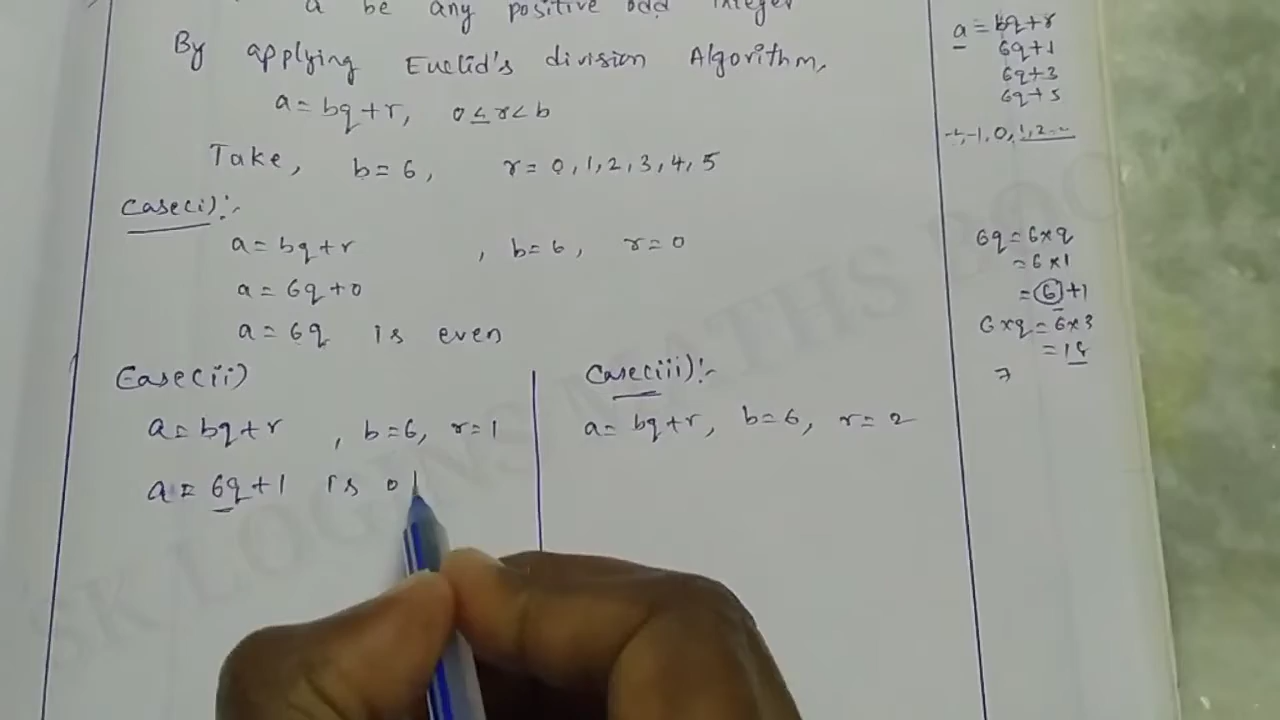 a be any positive odd integer
By applying Euclid's division Algorithm,
a = bq + r, 0 ≤ r < b
Take, b = 6, r = 0, 1, 2, 3, 4, 5
Case(i):-
a = bq + r , b = 6, r = 0
a = 6q + 0
a = 6q is even
Case(ii)
a = bq + r , b = 6, r = 1
a = 6q + 1 is o
Case(iii):-
a = bq + r, b = 6, r = 2
a = bq + r
6q + 1
6q + 3
6q + 5
-1, 0, 1, 2
6q = 6×q
= 6×1
= 6 + 1
6×q = 6×3
= 18
7
SK LOGINS MATHS